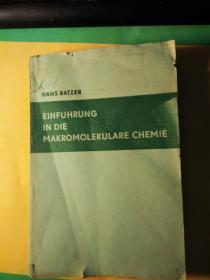 HANS BATZER
EINFUHRUNG
IN DIE
MAKROMOLEKULARE CHEMIE